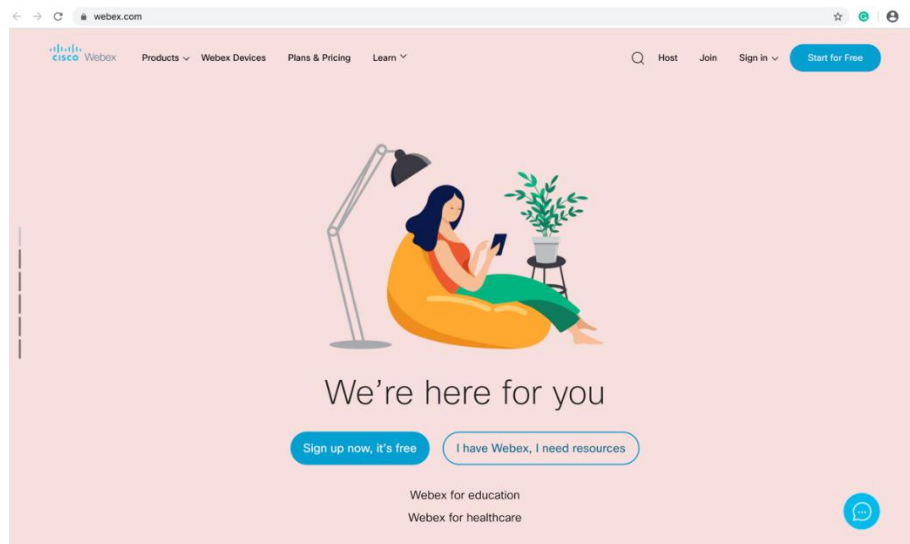 webex.com
CISCO Webex Products Webex Devices Plans & Pricing Learn Host Join Sign in Start for Free
We're here for you
Sign up now, it's free I have Webex, I need resources
Webex for education
Webex for healthcare